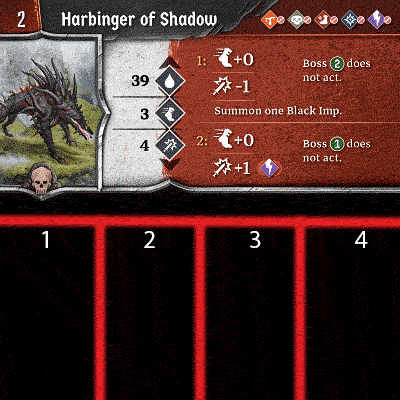 2 Harbinger of Shadow
39
3
4
1: +0
-1
Boss 2 does
not act.
Summon one Black Imp.
2: +0
+1
Boss 1 does
not act.
1 2 3 4